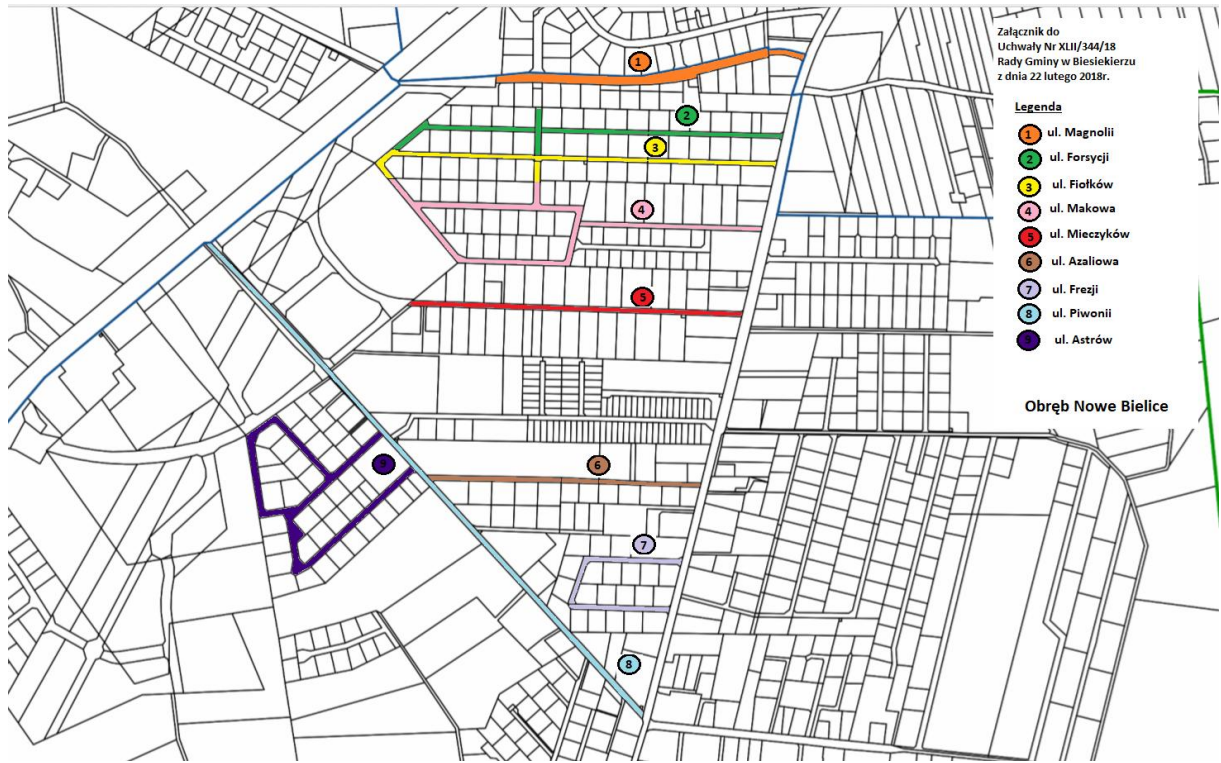 Załącznik do
Uchwały Nr XLII/344/18
Rady Gminy w Biesiekierzu
z dnia 22 lutego 2018r.
Legenda
1 ul. Magnolii
2 ul. Forsycji
3 ul. Fiołków
4 ul. Makowa
5 ul. Mieczyków
6 ul. Azaliowa
7 ul. Frezji
8 ul. Piwonii
9 ul. Astrów
Obręb Nowe Bielice
1
2
3
4
5
9
6
7
8